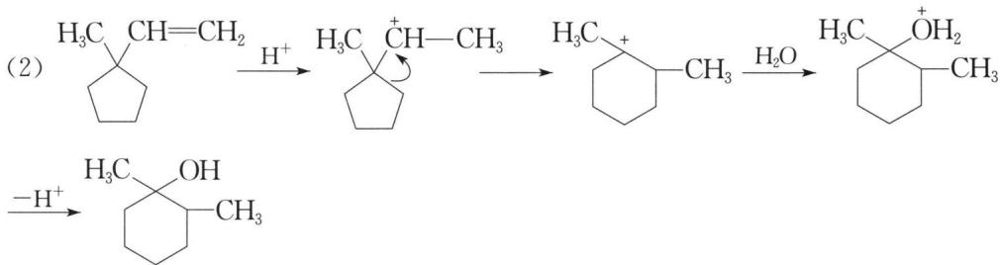 (2) H₃C CH=CH₂ H⁺ H₃C ⁺CH—CH₃ H₃C + CH₃ H₂O H₃C ⁺OH₂ CH₃
−H⁺ H₃C OH CH₃